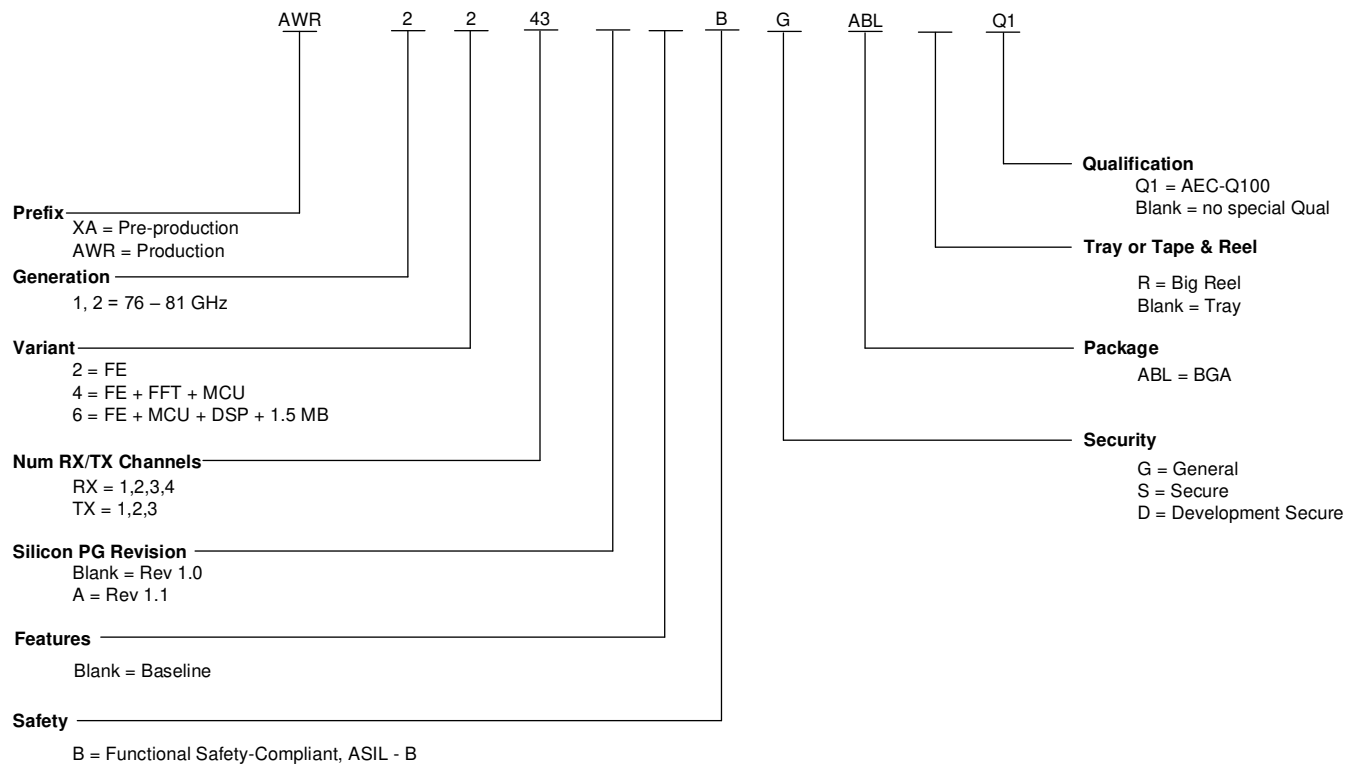 AWR 2 2 43 B G ABL Q1
Prefix
XA = Pre-production
AWR = Production
Generation
1, 2 = 76 – 81 GHz
Variant
2 = FE
4 = FE + FFT + MCU
6 = FE + MCU + DSP + 1.5 MB
Num RX/TX Channels
RX = 1,2,3,4
TX = 1,2,3
Silicon PG Revision
Blank = Rev 1.0
A = Rev 1.1
Features
Blank = Baseline
Safety
B = Functional Safety-Compliant, ASIL - B
Qualification
Q1 = AEC-Q100
Blank = no special Qual
Tray or Tape & Reel
R = Big Reel
Blank = Tray
Package
ABL = BGA
Security
G = General
S = Secure
D = Development Secure